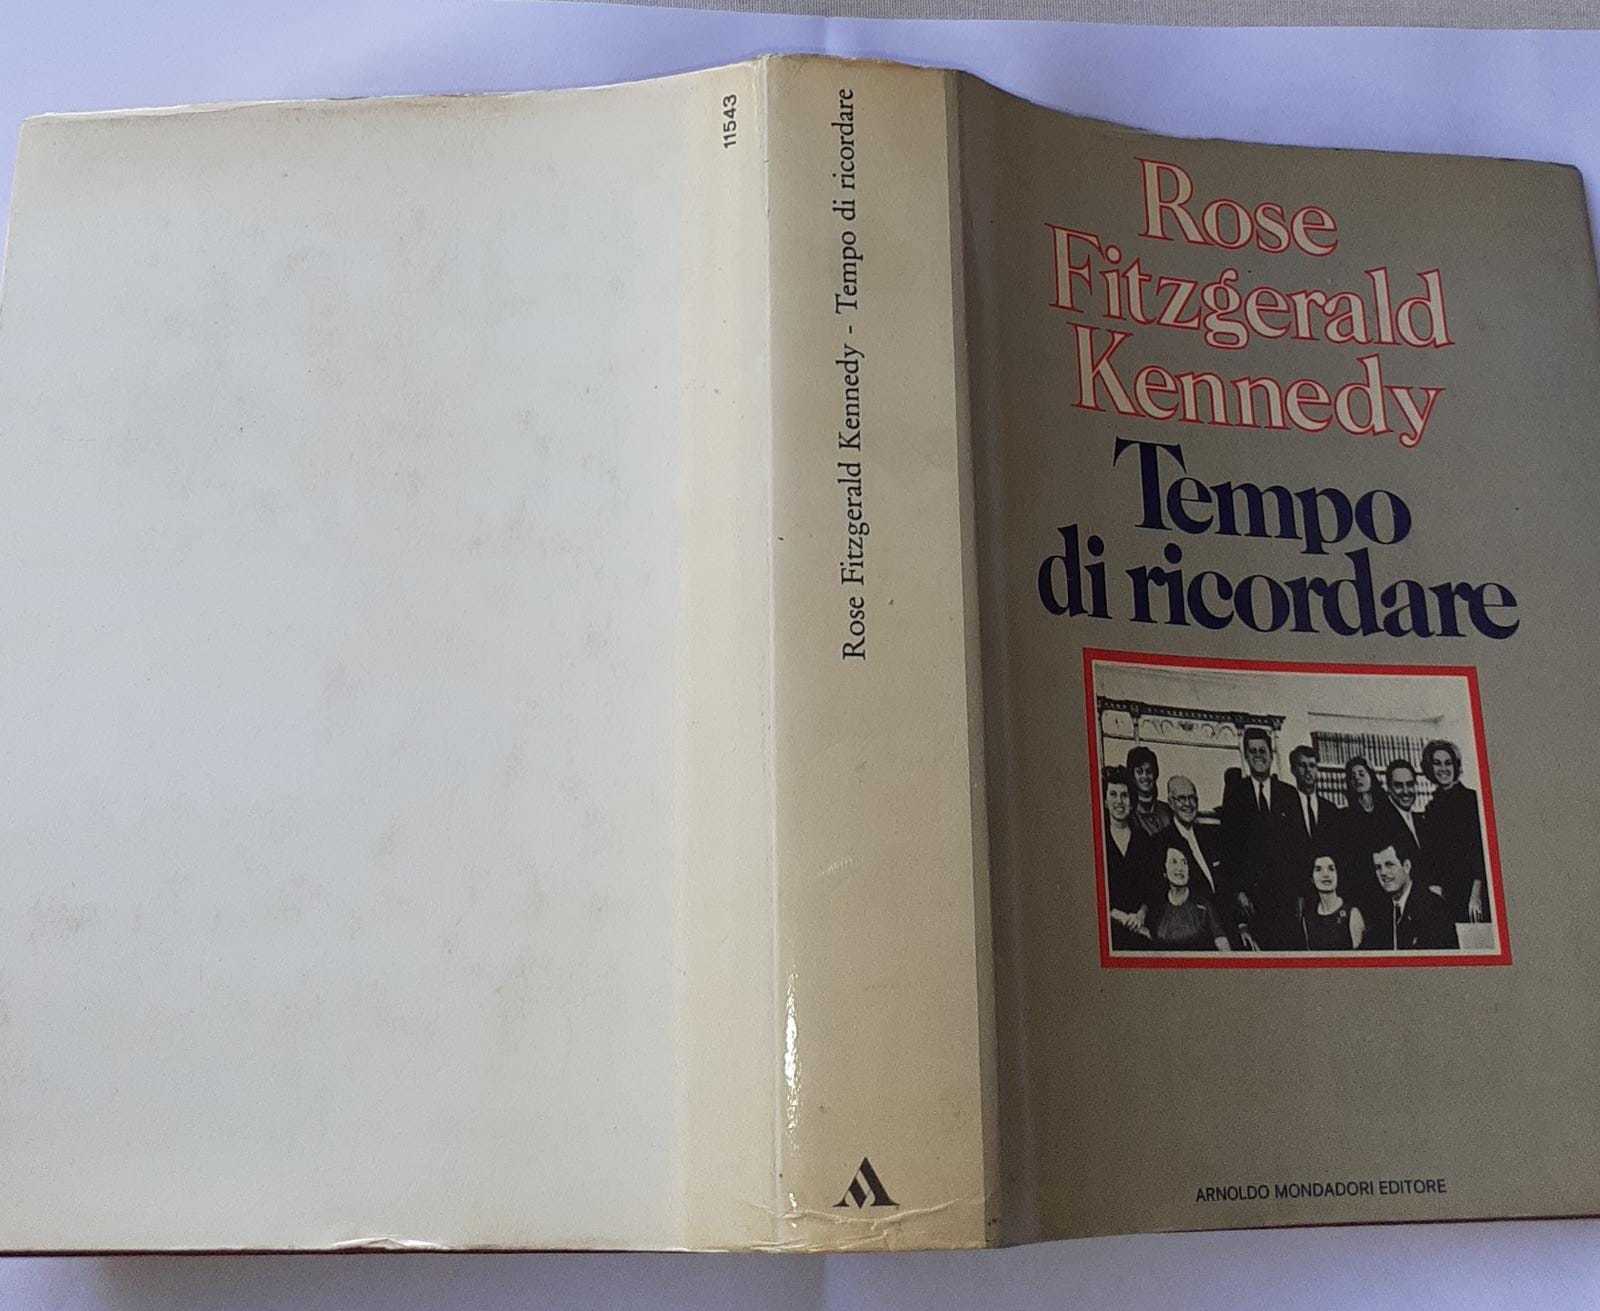 11543
Rose Fitzgerald Kennedy - Tempo di ricordare
Rose
Fitzgerald
Kennedy
Tempo
di ricordare
ARNOLDO MONDADORI EDITORE